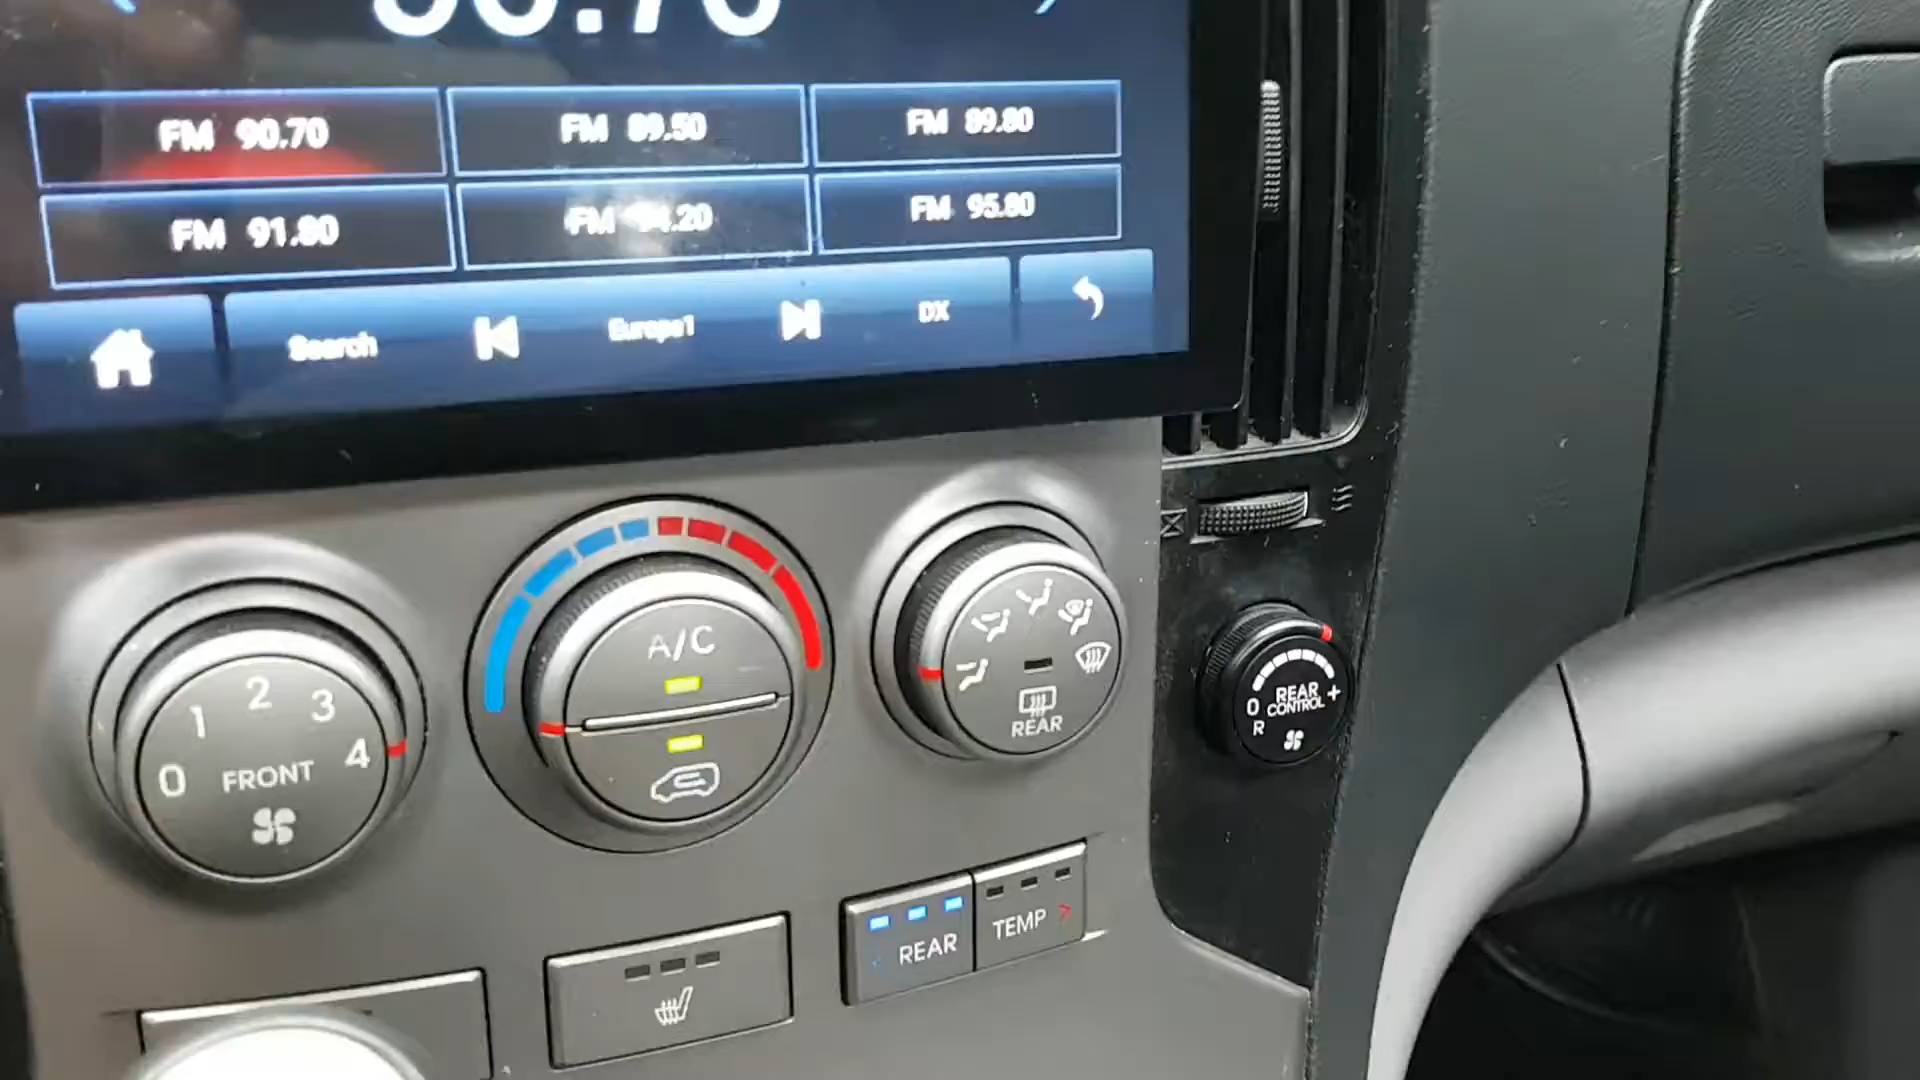 FM 90.70
FM 89.50
FM 89.80
FM 91.80
FM 95.80
Search
Europe1
DX
A/C
0 1 2 3 4
FRONT
REAR
0 REAR +
CONTROL
R
REAR
TEMP >